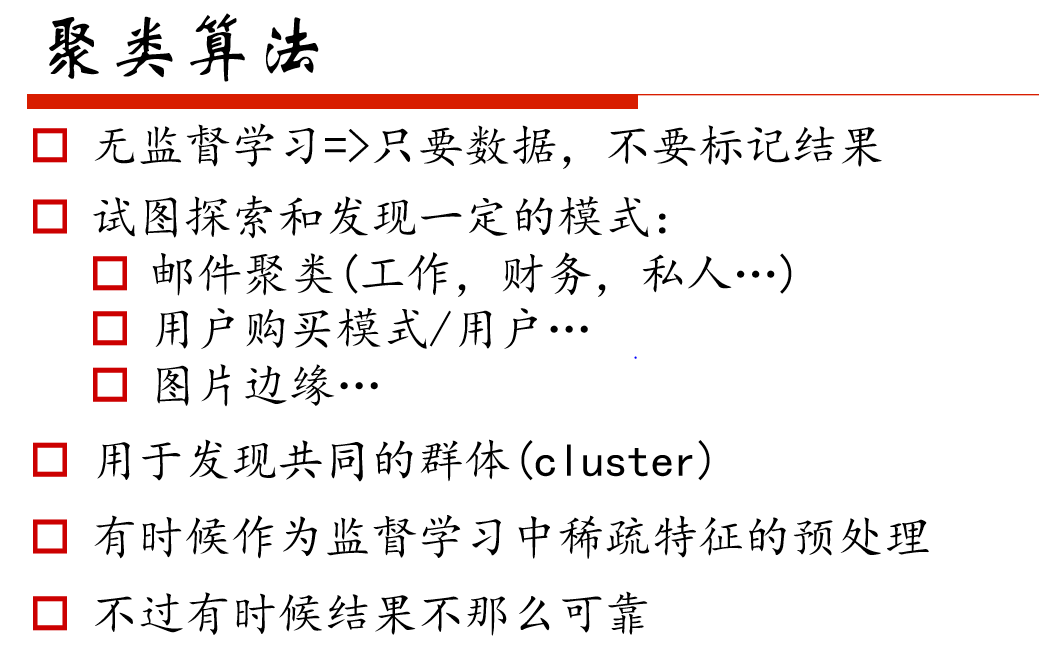 聚类算法
无监督学习=>只要数据，不要标记结果
试图探索和发现一定的模式：
邮件聚类(工作，财务，私人…)
用户购买模式/用户…
图片边缘…
用于发现共同的群体(cluster)
有时候作为监督学习中稀疏特征的预处理
不过有时候结果不那么可靠